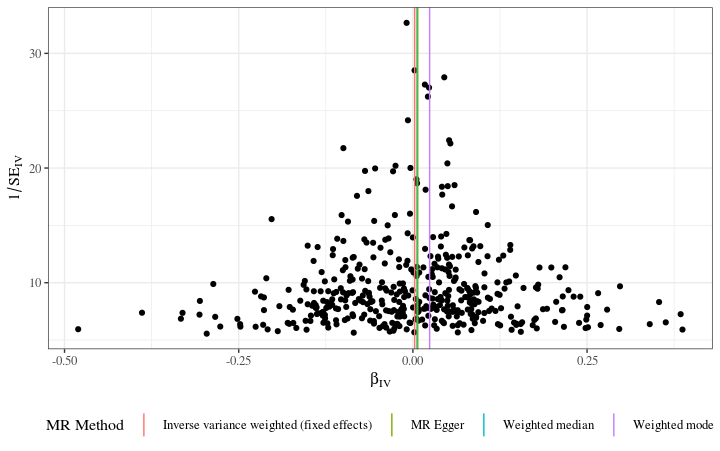 30
20
10
1/SE_IV
-0.50
-0.25
0.00
0.25
β_IV
MR Method
Inverse variance weighted (fixed effects)
MR Egger
Weighted median
Weighted mode